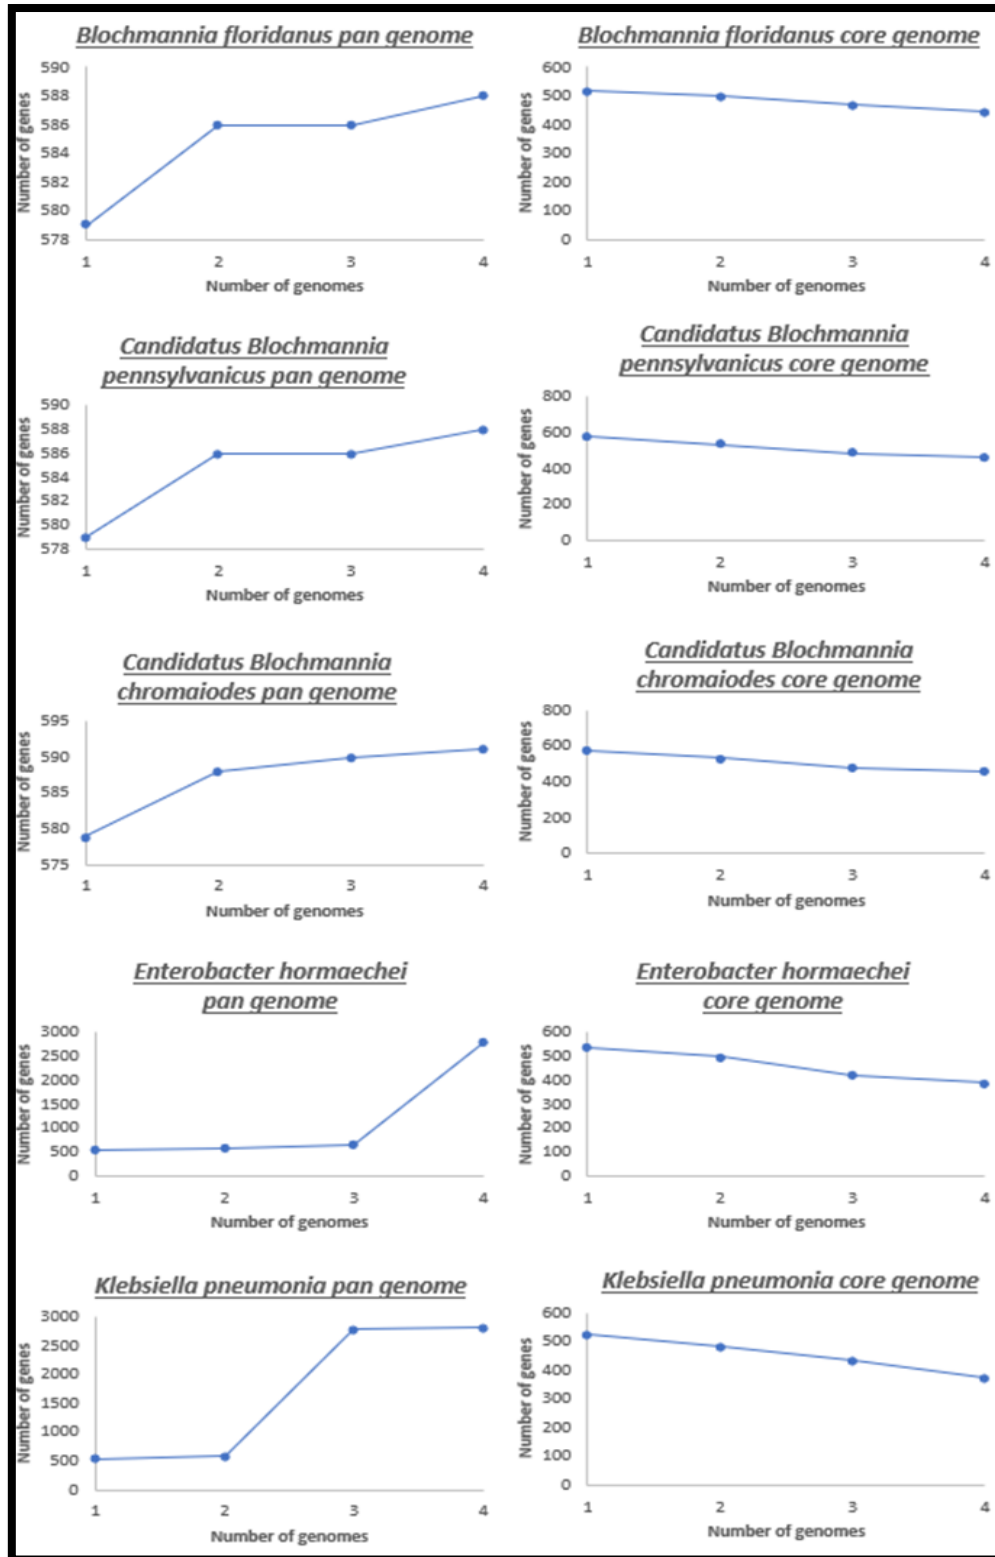 Blochmannia floridanus pan genome
Number of genes
590
588
586
584
582
580
578
1 2 3 4
Number of genomes
Blochmannia floridanus core genome
Number of genes
600
500
400
300
200
100
0
1 2 3 4
Number of genomes
Candidatus Blochmannia
pennsylvanicus pan genome
Number of genes
590
588
586
584
582
580
578
1 2 3 4
Number of genomes
Candidatus Blochmannia
pennsylvanicus core genome
Number of genes
800
600
400
200
0
1 2 3 4
Number of genomes
Candidatus Blochmannia
chromaiodes pan genome
Number of genes
595
590
585
580
575
1 2 3 4
Number of genomes
Candidatus Blochmannia
chromaiodes core genome
Number of genes
800
600
400
200
0
1 2 3 4
Number of genomes
Enterobacter hormaechei
pan genome
Number of genes
3000
2500
2000
1500
1000
500
0
1 2 3 4
Number of genomes
Enterobacter hormaechei
core genome
Number of genes
600
500
400
300
200
100
0
1 2 3 4
Number of genomes
Klebsiella pneumonia pan genome
Number of genes
3000
2500
2000
1500
1000
500
0
1 2 3 4
Number of genomes
Klebsiella pneumonia core genome
Number of genes
600
500
400
300
200
100
0
1 2 3 4
Number of genomes